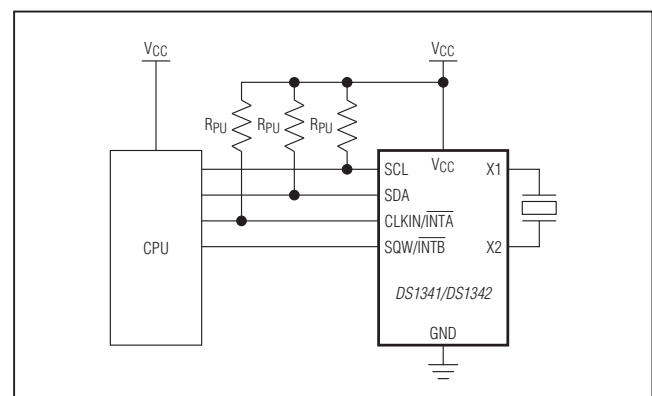 VCC
VCC
RPU
RPU
RPU
CPU
SCL
VCC
X1
SDA
CLKIN/INTA
SQW/INTB
X2
DS1341/DS1342
GND